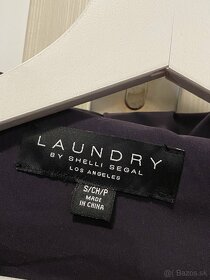 LAUNDRY
BY SHELLI SEGAL
LOS ANGELES
S/CH/P
MADE
IN CHINA
Bazos.sk